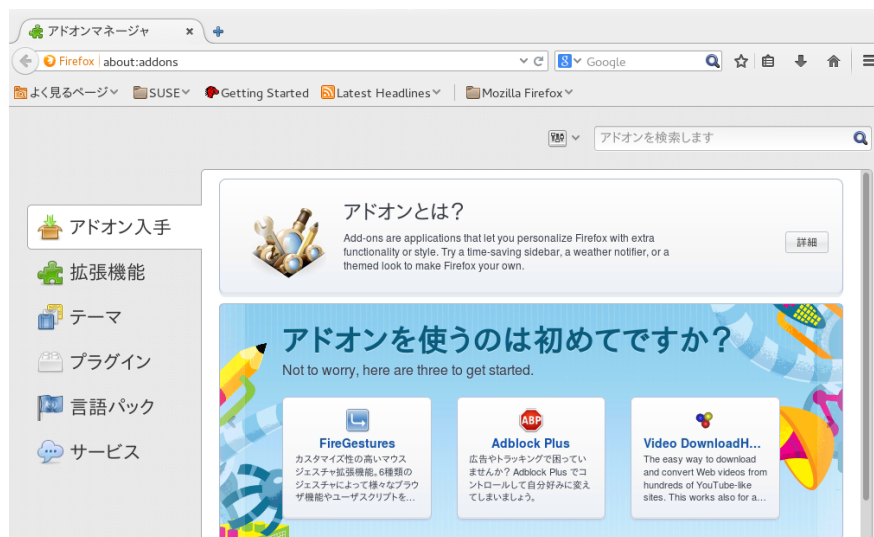 アドオンマネージャ
Firefox about:addons
Google
よく見るページ SUSE Getting Started Latest Headlines Mozilla Firefox
アドオンを検索します
アドオン入手
拡張機能
テーマ
プラグイン
言語パック
サービス
アドオンとは？
Add-ons are applications that let you personalize Firefox with extra
functionality or style. Try a time-saving sidebar, a weather notifier, or a
themed look to make Firefox your own.
詳細
アドオンを使うのは初めてですか？
Not to worry, here are three to get started.
FireGestures
カスタマイズ性の高いマウス
ジェスチャ拡張機能。6種類の
ジェスチャによって様々なブラウ
ザ機能やユーザスクリプトを...
ABP
Adblock Plus
広告やトラッキングで困ってい
ませんか？Adblock Plus でコ
ントロールして自分好みに変え
てしまいましょう。
Video DownloadH...
The easy way to download
and convert Web videos from
hundreds of YouTube-like
sites. This works also for a...